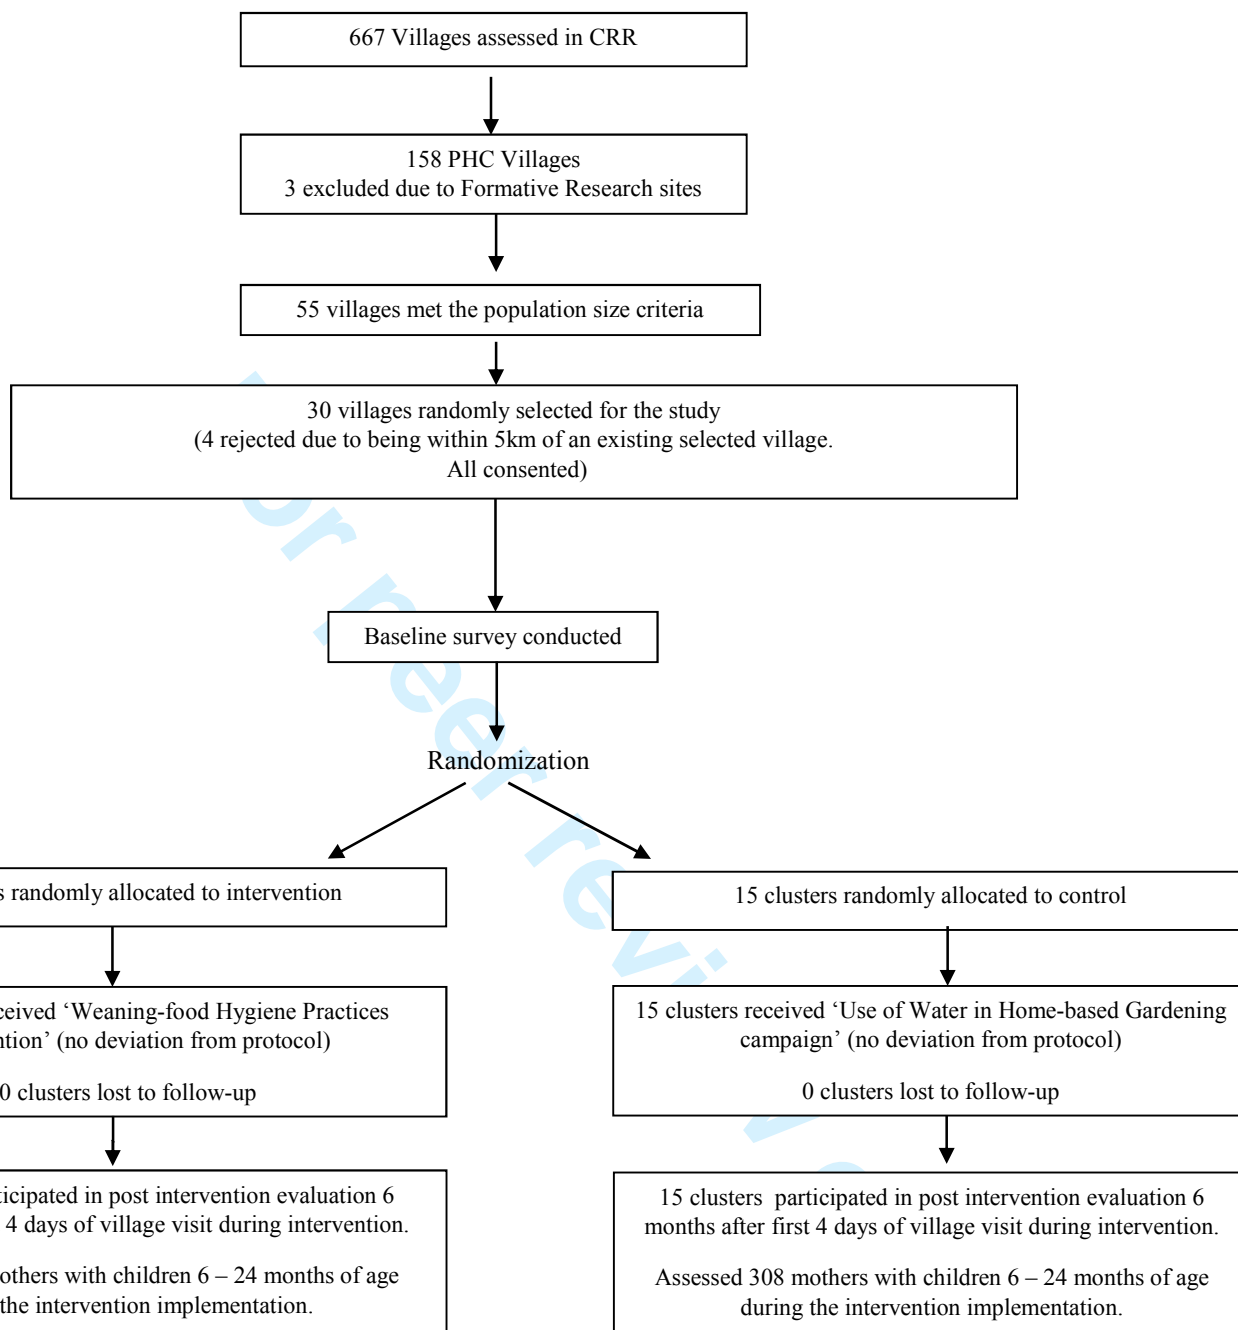 667 Villages assessed in CRR
158 PHC Villages
3 excluded due to Formative Research sites
55 villages met the population size criteria
30 villages randomly selected for the study
(4 rejected due to being within 5km of an existing selected village.
All consented)
Baseline survey conducted
Randomization
s randomly allocated to intervention
15 clusters randomly allocated to control
ceived ‘Weaning-food Hygiene Practices
ntion’ (no deviation from protocol)
0 clusters lost to follow-up
15 clusters received ‘Use of Water in Home-based Gardening
campaign’ (no deviation from protocol)
0 clusters lost to follow-up
ticipated in post intervention evaluation 6
4 days of village visit during intervention.
others with children 6 – 24 months of age
the intervention implementation.
15 clusters participated in post intervention evaluation 6
months after first 4 days of village visit during intervention.
Assessed 308 mothers with children 6 – 24 months of age
during the intervention implementation.
or peer revi